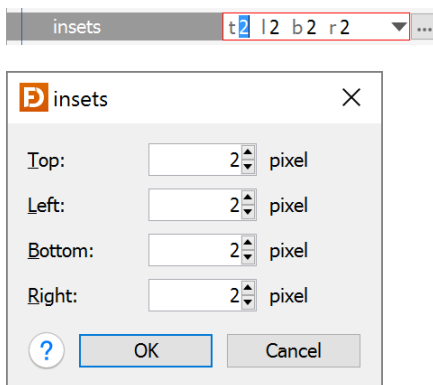 insets t2 l2 b2 r2 ...
insets
Top: 2 pixel
Left: 2 pixel
Bottom: 2 pixel
Right: 2 pixel
? OK Cancel